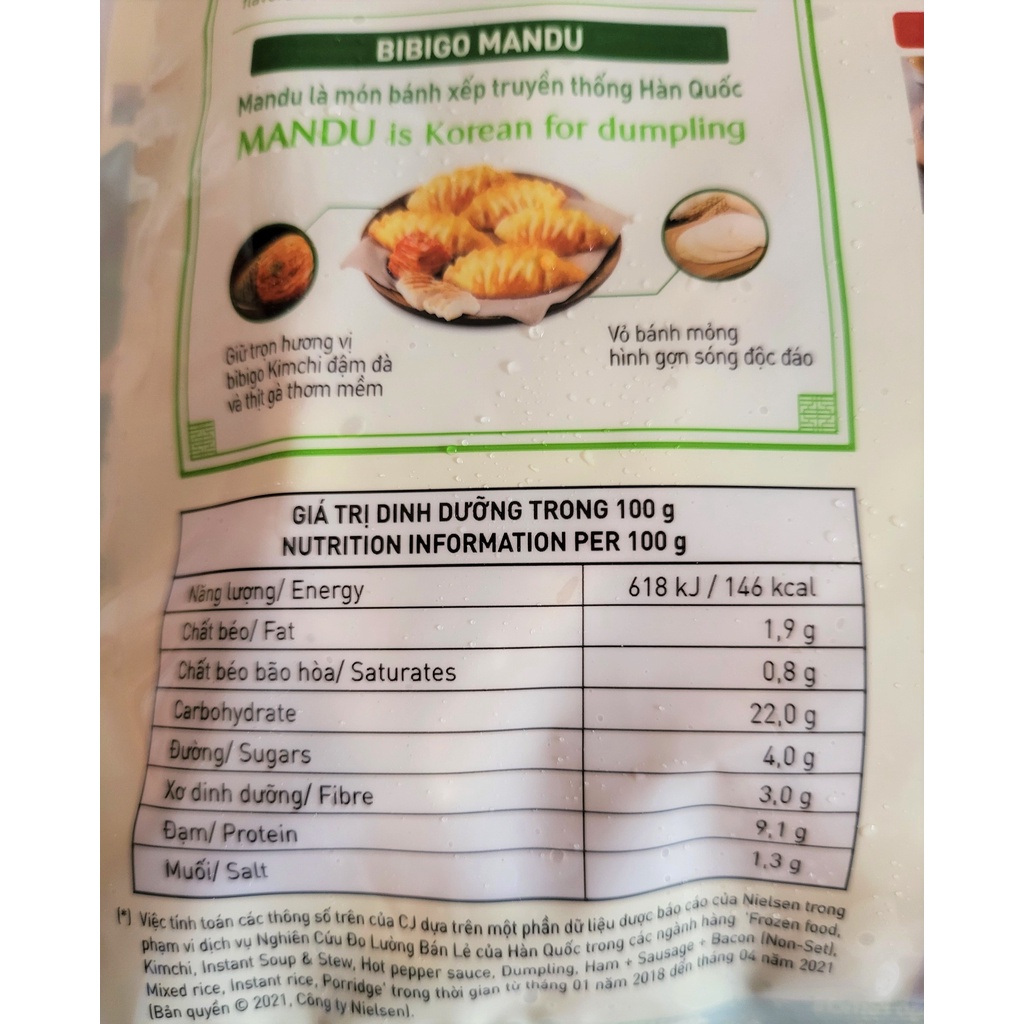 BIBIGO MANDU
Mandu là món bánh xếp truyền thống Hàn Quốc
MANDU is Korean for dumpling
Giữ trọn hương vị
bibigo Kimchi đậm đà
và thịt gà thơm mềm
Vỏ bánh mỏng
hình gợn sóng độc đáo
GIÁ TRỊ DINH DƯỠNG TRONG 100 g
NUTRITION INFORMATION PER 100 g
Năng lượng/ Energy 618 kJ / 146 kcal
Chất béo/ Fat 1,9 g
Chất béo bão hòa/ Saturates 0,8 g
Carbohydrate 22,0 g
Đường/ Sugars 4,0 g
Xơ dinh dưỡng/ Fibre 3,0 g
Đạm/ Protein 9,1 g
Muối/ Salt 1,3 g
(*) Việc tính toán các thông số trên của CJ dựa trên một phần dữ liệu được báo cáo của Nielsen trong
phạm vi dịch vụ Nghiên Cứu Đo Lường Bán Lẻ của Hàn Quốc trong các ngành hàng 'Frozen food,
Kimchi, Instant Soup & Stew, Hot pepper sauce, Dumpling, Ham + Sausage + Bacon (Non-Set),
Mixed rice, Instant rice, Porridge' trong thời gian từ tháng 01 năm 2018 đến tháng 04 năm 2021
(Bản quyền © 2021, Công ty Nielsen).